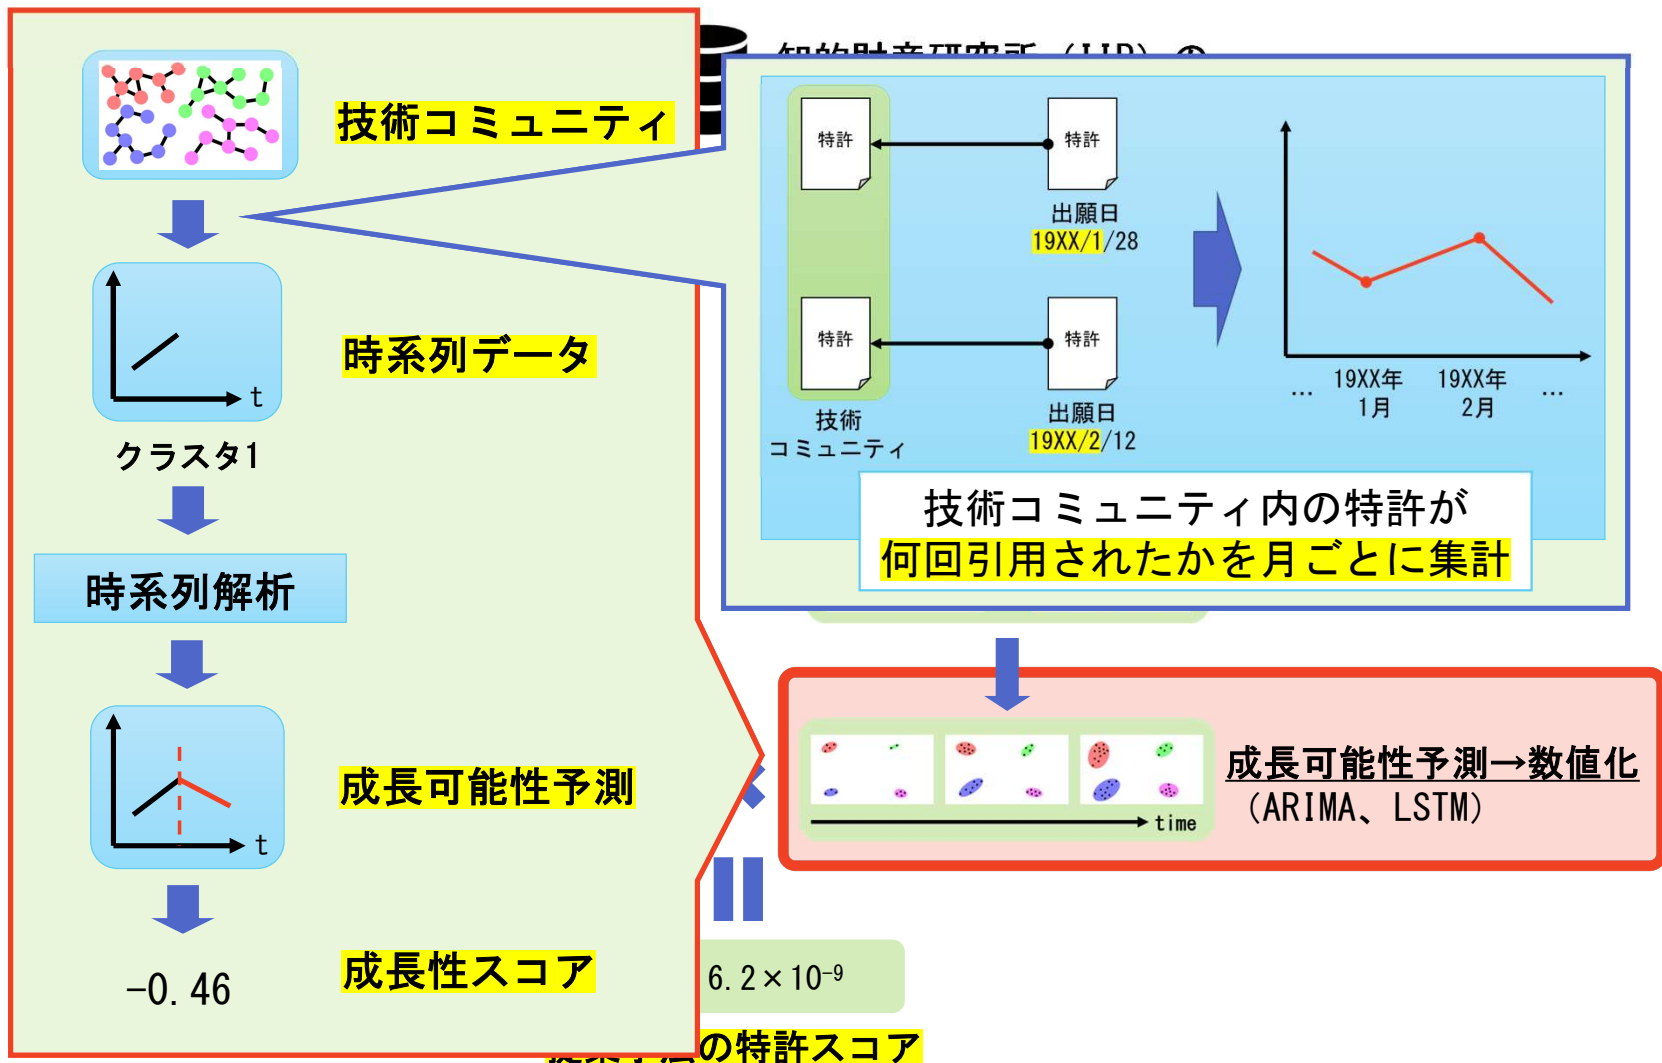 技術コミュニティ
時系列データ
t
クラスタ1
時系列解析
成長可能性予測
t
成長性スコア
-0.46
特許
特許
出願日
19XX/1/28
特許
特許
出願日
19XX/2/12
技術
コミュニティ
…
19XX年
1月
19XX年
2月
…
技術コミュニティ内の特許が
何回引用されたかを月ごとに集計
time
成長可能性予測→数値化
（ARIMA、LSTM）
6.2×10⁻⁹
の特許スコア